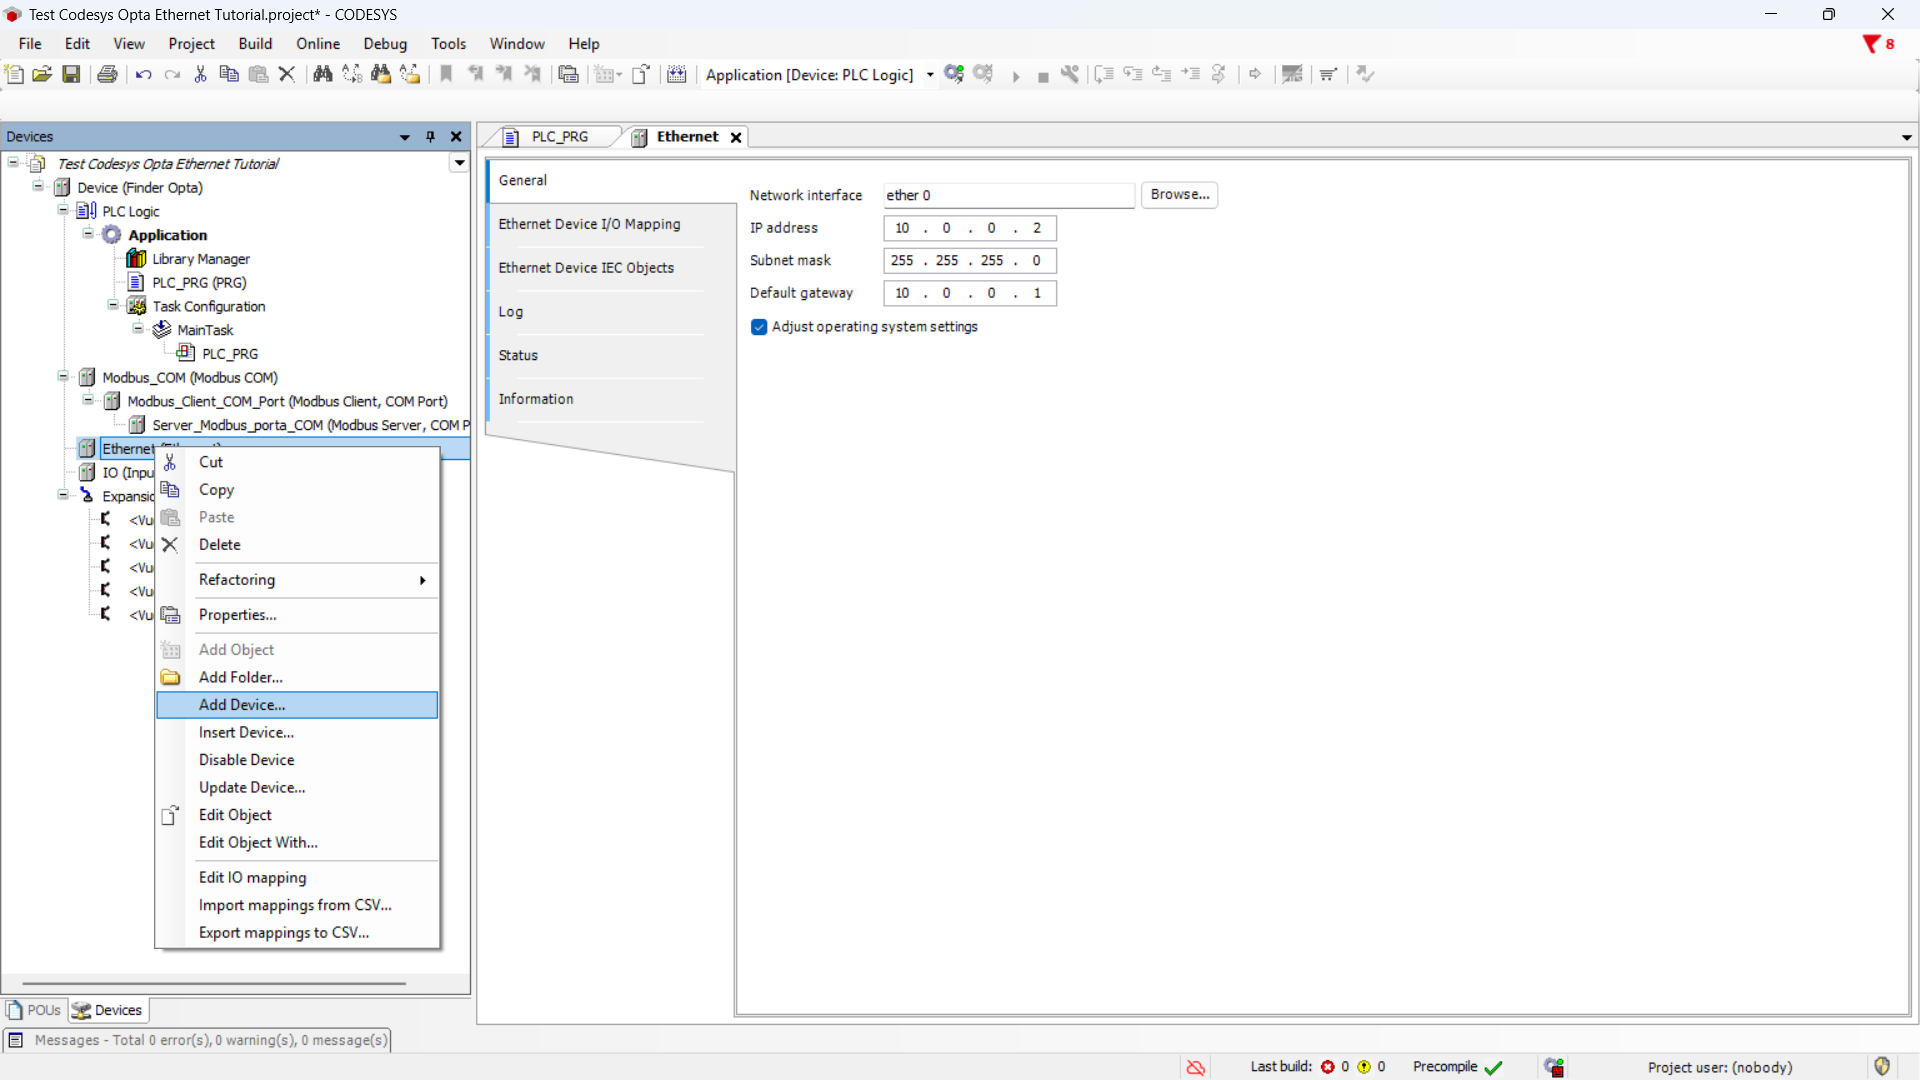 Test Codesys Opta Ethernet Tutorial.project* - CODESYS
File Edit View Project Build Online Debug Tools Window Help
8
Application [Device: PLC Logic]
Devices
Test Codesys Opta Ethernet Tutorial
Device (Finder Opta)
PLC Logic
Application
Library Manager
PLC_PRG (PRG)
Task Configuration
MainTask
PLC_PRG
Modbus_COM (Modbus COM)
Modbus_Client_COM_Port (Modbus Client, COM Port)
Server_Modbus_porta_COM (Modbus Server, COM P
Ethernet
IO (Inpu
Expansio
<Vu
<Vu
<Vu
<Vu
<Vu
Cut
Copy
Paste
Delete
Refactoring
Properties...
Add Object
Add Folder...
Add Device...
Insert Device...
Disable Device
Update Device...
Edit Object
Edit Object With...
Edit IO mapping
Import mappings from CSV...
Export mappings to CSV...
POUs Devices
PLC_PRG Ethernet
General
Ethernet Device I/O Mapping
Ethernet Device IEC Objects
Log
Status
Information
Network interface ether 0 Browse...
IP address 10 . 0 . 0 . 2
Subnet mask 255 . 255 . 255 . 0
Default gateway 10 . 0 . 0 . 1
Adjust operating system settings
Messages - Total 0 error(s), 0 warning(s), 0 message(s)
Last build: 0 0 Precompile Project user: (nobody)